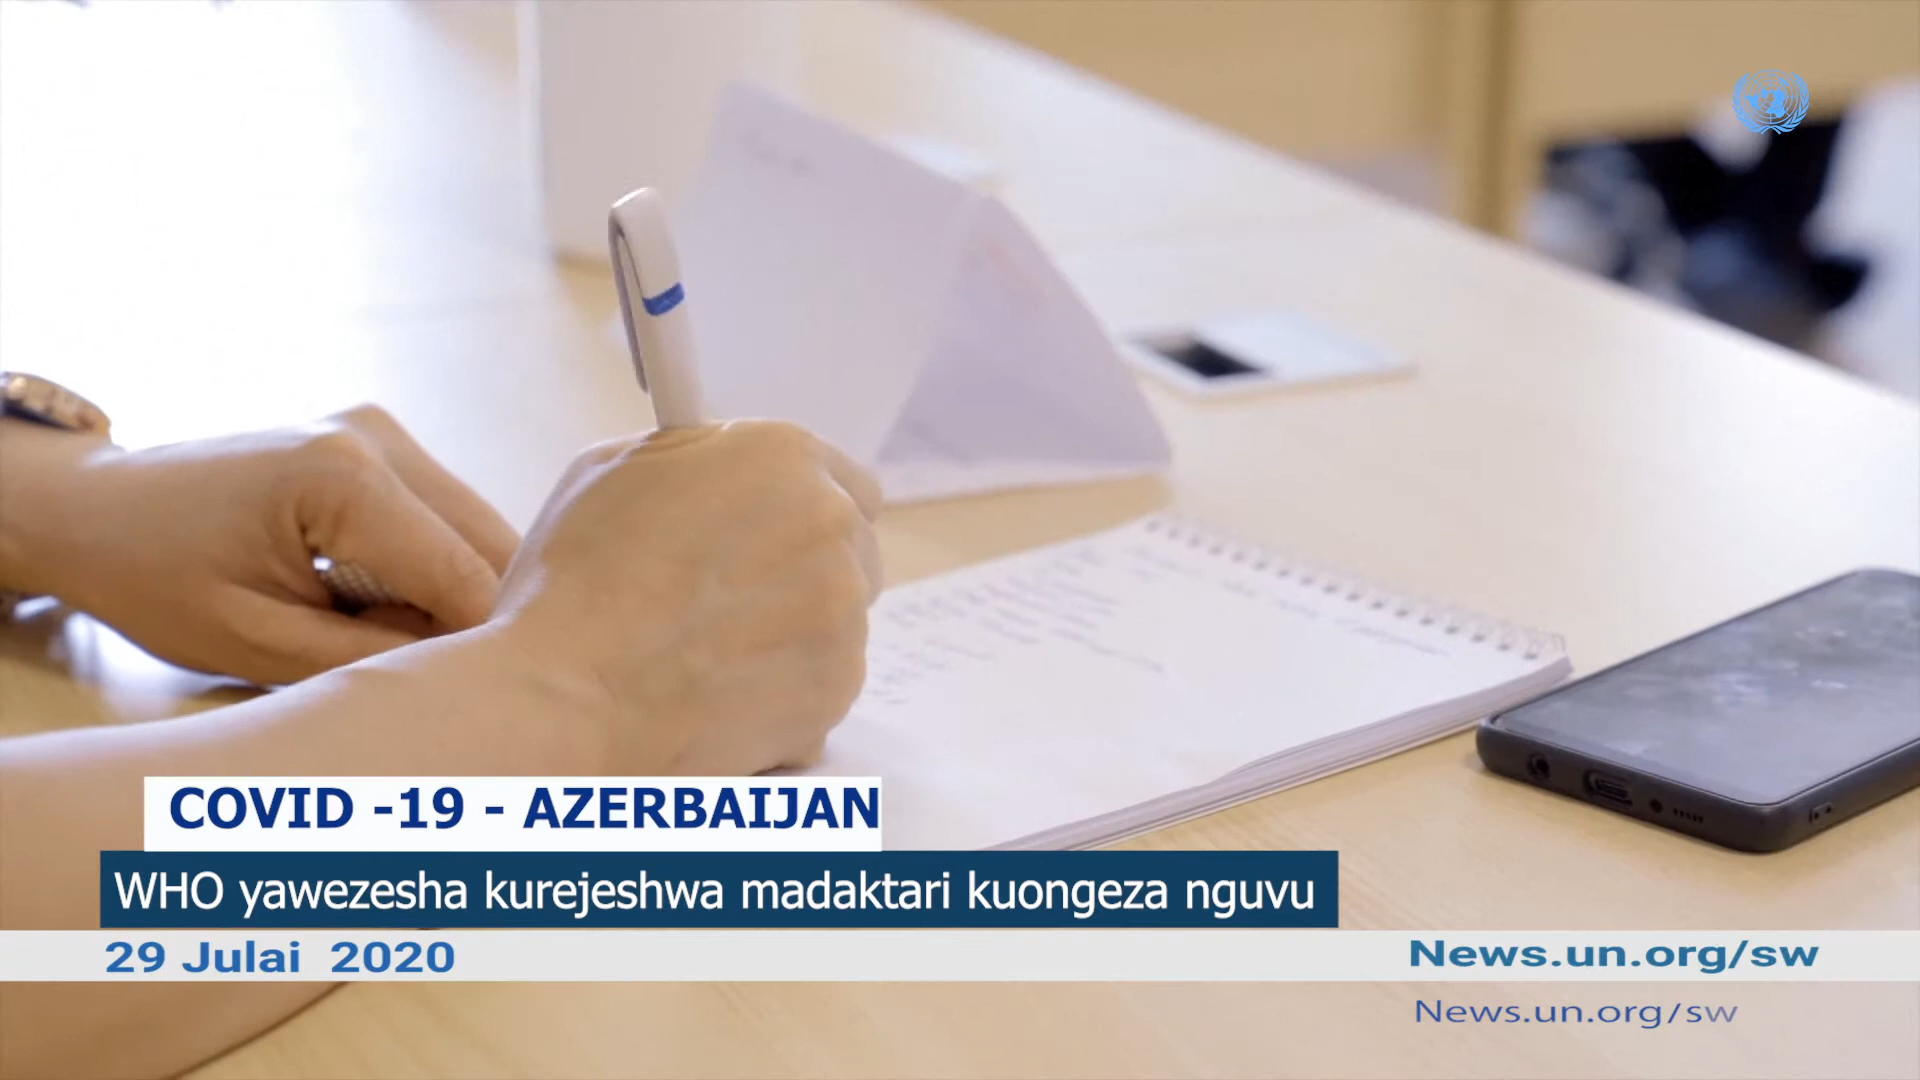 COVID -19 - AZERBAIJAN
WHO yawezesha kurejeshwa madaktari kuongeza nguvu
29 Julai 2020
News.un.org/sw
News.un.org/sw